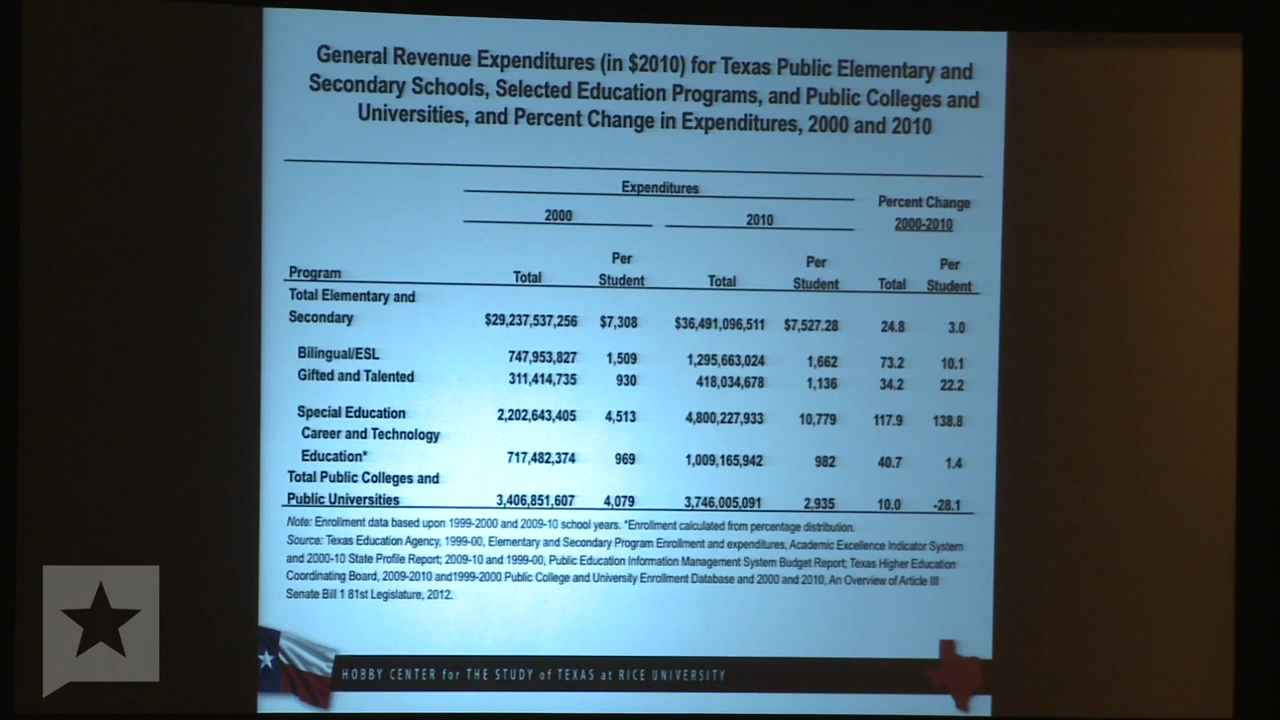 General Revenue Expenditures (in $2010) for Texas Public Elementary and
Secondary Schools, Selected Education Programs, and Public Colleges and
Universities, and Percent Change in Expenditures, 2000 and 2010
Expenditures
Percent Change
2000 2010 2000-2010
Per Per Per
Program Total Student Total Student Total Student
Total Elementary and
Secondary $29,237,537,256 $7,308 $36,491,096,511 $7,527.28 24.8 3.0
Bilingual/ESL 747,953,827 1,509 1,295,663,024 1,662 73.2 10.1
Gifted and Talented 311,414,735 930 418,034,678 1,136 34.2 22.2
Special Education 2,202,643,405 4,513 4,800,227,933 10,779 117.9 138.8
Career and Technology
Education* 717,482,374 969 1,009,165,942 982 40.7 1.4
Total Public Colleges and
Public Universities 3,406,851,607 4,079 3,746,005,091 2,935 10.0 -28.1
Note: Enrollment data based upon 1999-2000 and 2009-10 school years. *Enrollment calculated from percentage distribution.
Source: Texas Education Agency, 1999-00, Elementary and Secondary Program Enrollment and expenditures, Academic Excellence Indicator System
and 2000-10 State Profile Report; 2009-10 and 1999-00, Public Education Information Management System Budget Report; Texas Higher Education
Coordinating Board, 2009-2010 and1999-2000 Public College and University Enrollment Database and 2000 and 2010, An Overview of Article III
Senate Bill 1 81st Legislature, 2012.
HOBBY CENTER for THE STUDY of TEXAS at RICE UNIVERSITY